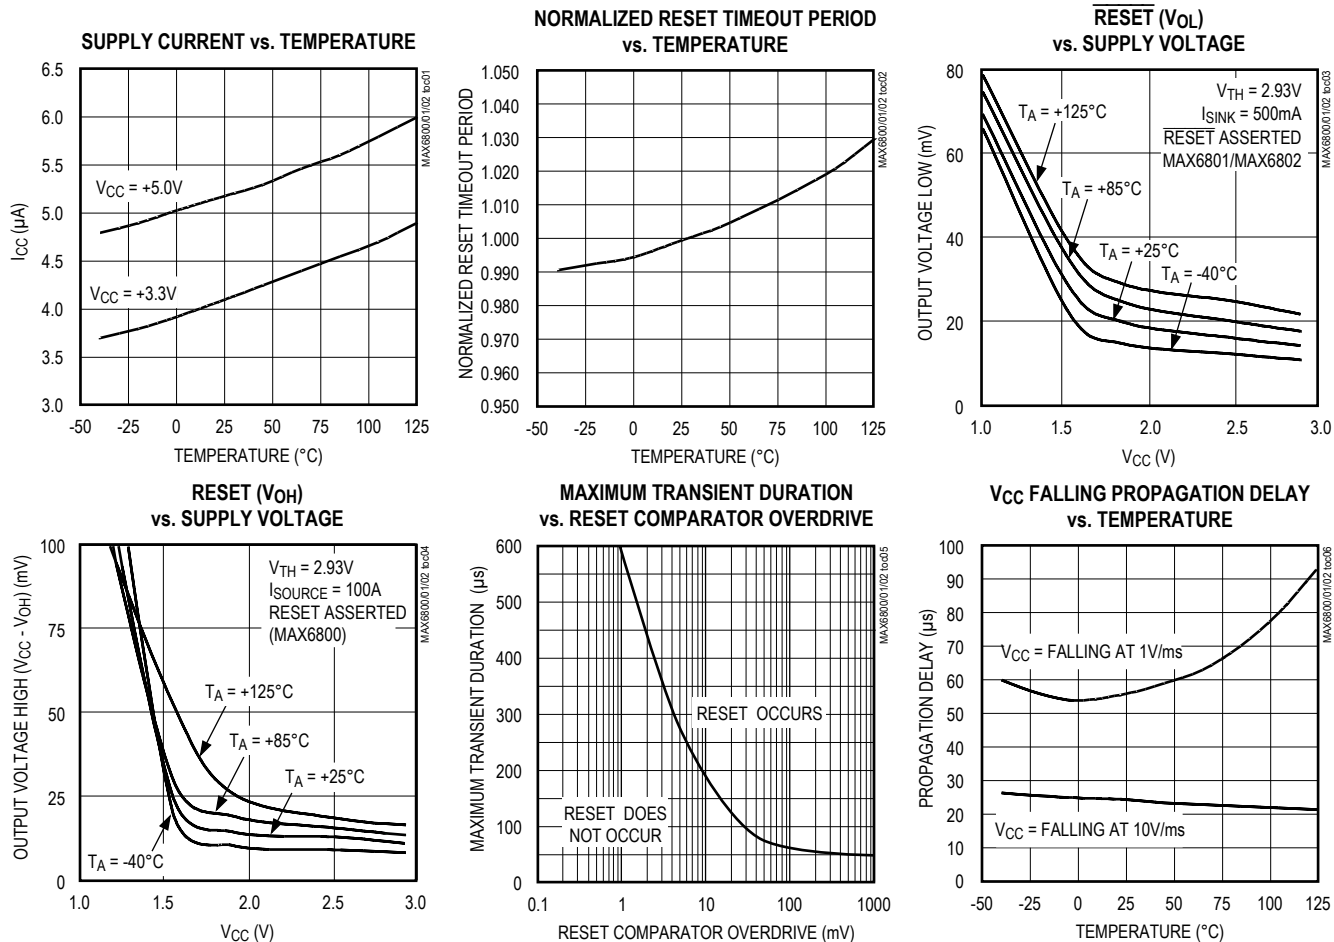 SUPPLY CURRENT vs. TEMPERATURE
6.5
6.0
5.5
5.0
4.5
4.0
3.5
3.0
ICC (µA)
VCC = +5.0V
VCC = +3.3V
-50 -25 0 25 50 75 100 125
TEMPERATURE (°C)
MAX6800/01/02 toc01
NORMALIZED RESET TIMEOUT PERIOD
vs. TEMPERATURE
1.050
1.040
1.030
1.020
1.010
1.000
0.990
0.980
0.970
0.960
0.950
NORMALIZED RESET TIMEOUT PERIOD
-50 -25 0 25 50 75 100 125
TEMPERATURE (°C)
MAX6800/01/02 toc02
RESET (VOL)
vs. SUPPLY VOLTAGE
80
60
40
20
0
OUTPUT VOLTAGE LOW (mV)
VTH = 2.93V
ISINK = 500mA
RESET ASSERTED
MAX6801/MAX6802
TA = +125°C
TA = +85°C
TA = +25°C
TA = -40°C
1.0 1.5 2.0 2.5 3.0
VCC (V)
MAX6800/01/02 toc03
RESET (VOH)
vs. SUPPLY VOLTAGE
100
75
50
25
0
OUTPUT VOLTAGE HIGH (VCC - VOH) (mV)
VTH = 2.93V
ISOURCE = 100A
RESET ASSERTED
(MAX6800)
TA = +125°C
TA = +85°C
TA = +25°C
TA = -40°C
1.0 1.5 2.0 2.5 3.0
VCC (V)
MAX6800/01/02 toc04
MAXIMUM TRANSIENT DURATION
vs. RESET COMPARATOR OVERDRIVE
600
500
400
300
200
100
0
MAXIMUM TRANSIENT DURATION (µs)
RESET OCCURS
RESET DOES
NOT OCCUR
0.1 1 10 100 1000
RESET COMPARATOR OVERDRIVE (mV)
MAX6800/01/02 toc05
VCC FALLING PROPAGATION DELAY
vs. TEMPERATURE
100
90
80
70
60
50
40
30
20
10
0
PROPAGATION DELAY (µs)
VCC = FALLING AT 1V/ms
VCC = FALLING AT 10V/ms
-50 -25 0 25 50 75 100 125
TEMPERATURE (°C)
MAX6800/01/02 toc06